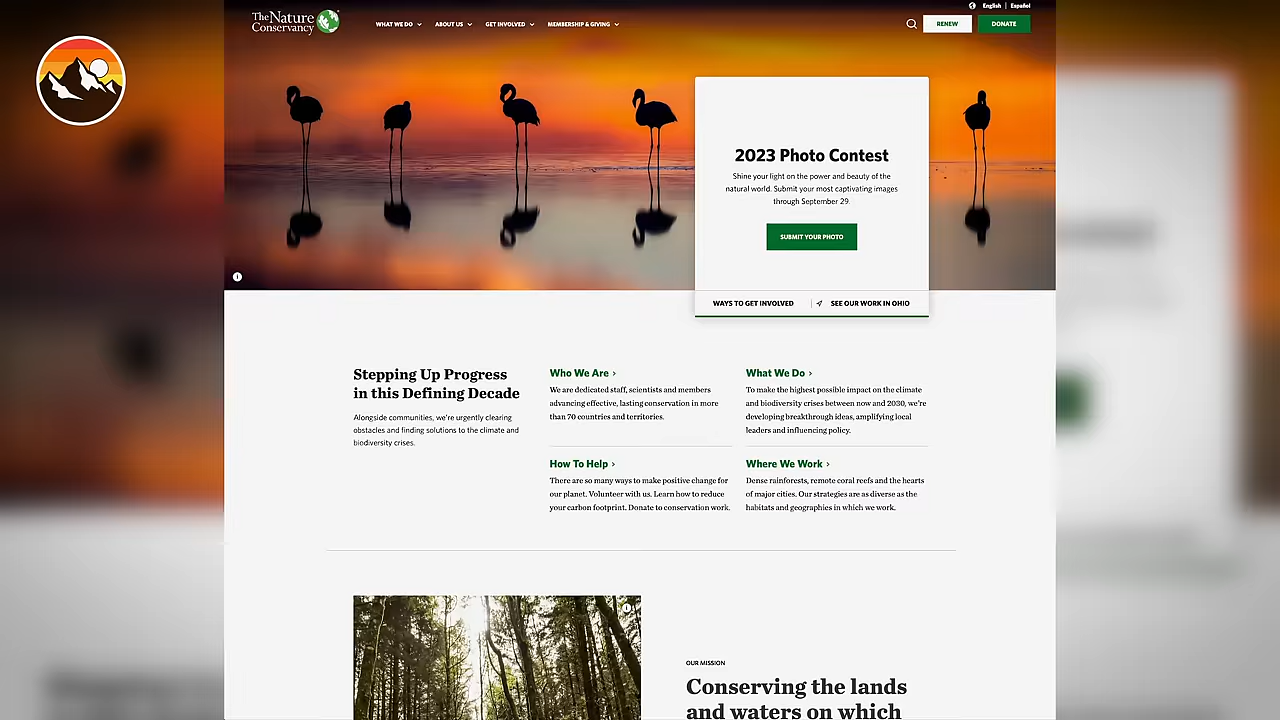 English | Español
The Nature
Conservancy
WHAT WE DO
ABOUT US
GET INVOLVED
MEMBERSHIP & GIVING
RENEW
DONATE
2023 Photo Contest
Shine your light on the power and beauty of the
natural world. Submit your most captivating images
through September 29.
SUBMIT YOUR PHOTO
WAYS TO GET INVOLVED
SEE OUR WORK IN OHIO
Stepping Up Progress
in this Defining Decade
Alongside communities, we're urgently clearing
obstacles and finding solutions to the climate and
biodiversity crises.
Who We Are ›
We are dedicated staff, scientists and members
advancing effective, lasting conservation in more
than 70 countries and territories.
What We Do ›
To make the highest possible impact on the climate
and biodiversity crises between now and 2030, we're
developing breakthrough ideas, amplifying local
leaders and influencing policy.
How To Help ›
There are so many ways to make positive change for
our planet. Volunteer with us. Learn how to reduce
your carbon footprint. Donate to conservation work.
Where We Work ›
Dense rainforests, remote coral reefs and the hearts
of major cities. Our strategies are as diverse as the
habitats and geographies in which we work.
OUR MISSION
Conserving the lands
and waters on which